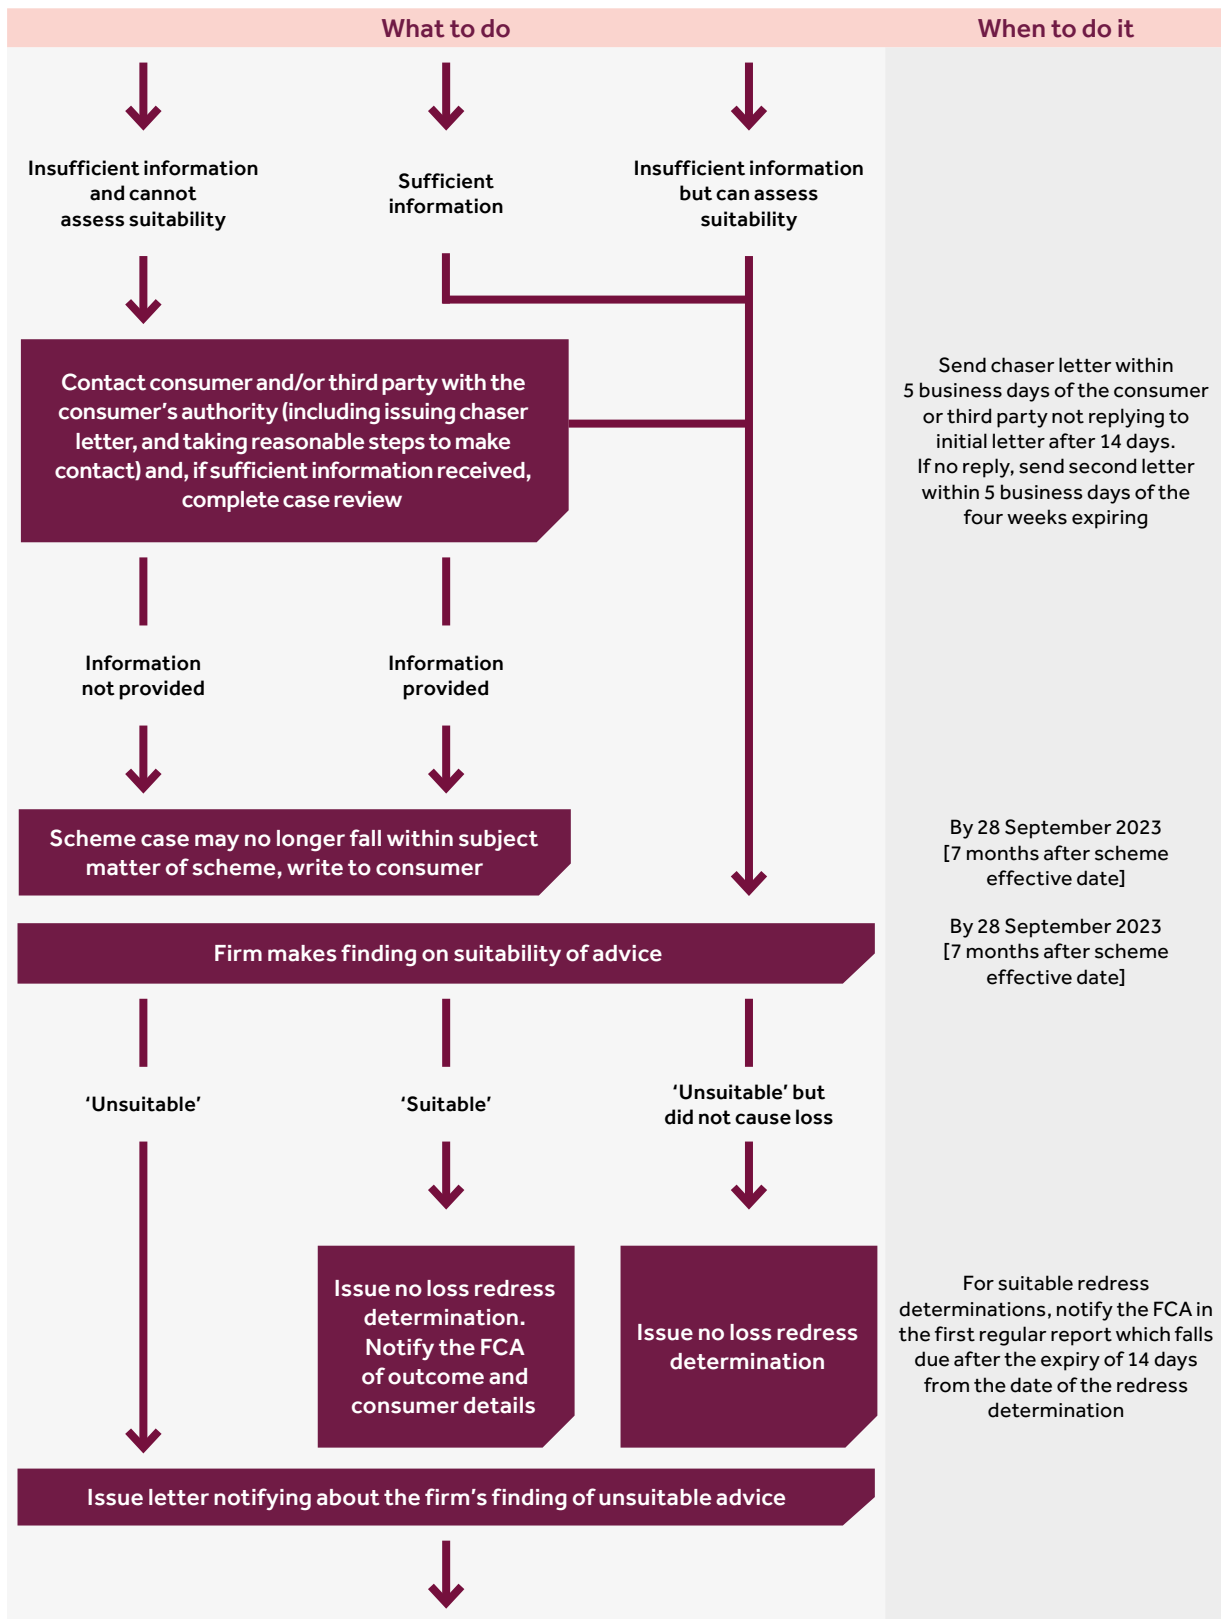 What to do
When to do it
Insufficient information
and cannot
assess suitability
Sufficient
information
Insufficient information
but can assess
suitability
Contact consumer and/or third party with the
consumer’s authority (including issuing chaser
letter, and taking reasonable steps to make
contact) and, if sufficient information received,
complete case review
Send chaser letter within
5 business days of the consumer
or third party not replying to
initial letter after 14 days.
If no reply, send second letter
within 5 business days of the
four weeks expiring
Information
not provided
Information
provided
Scheme case may no longer fall within subject
matter of scheme, write to consumer
By 28 September 2023
[7 months after scheme
effective date]
Firm makes finding on suitability of advice
By 28 September 2023
[7 months after scheme
effective date]
‘Unsuitable’
‘Suitable’
‘Unsuitable’ but
did not cause loss
Issue no loss redress
determination.
Notify the FCA
of outcome and
consumer details
Issue no loss redress
determination
For suitable redress
determinations, notify the FCA in
the first regular report which falls
due after the expiry of 14 days
from the date of the redress
determination
Issue letter notifying about the firm’s finding of unsuitable advice